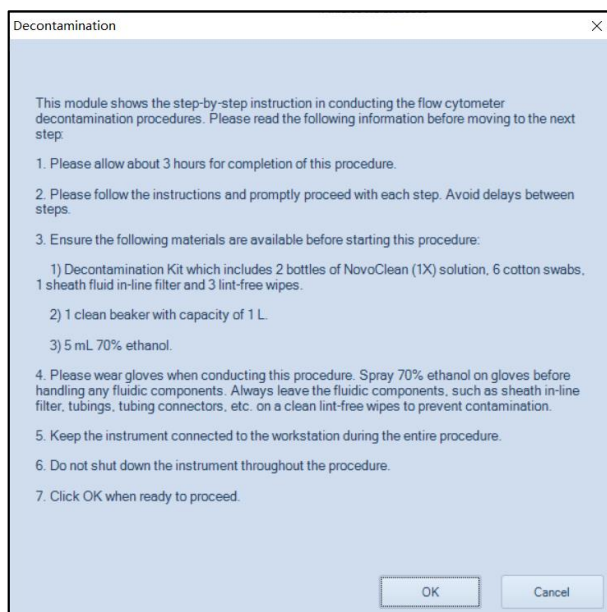 Decontamination
This module shows the step-by-step instruction in conducting the flow cytometer
decontamination procedures. Please read the following information before moving to the next
step:
1. Please allow about 3 hours for completion of this procedure.
2. Please follow the instructions and promptly proceed with each step. Avoid delays between
steps.
3. Ensure the following materials are available before starting this procedure:
1) Decontamination Kit which includes 2 bottles of NovoClean (1X) solution, 6 cotton swabs,
1 sheath fluid in-line filter and 3 lint-free wipes.
2) 1 clean beaker with capacity of 1 L.
3) 5 mL 70% ethanol.
4. Please wear gloves when conducting this procedure. Spray 70% ethanol on gloves before
handling any fluidic components. Always leave the fluidic components, such as sheath in-line
filter, tubings, tubing connectors, etc. on a clean lint-free wipes to prevent contamination.
5. Keep the instrument connected to the workstation during the entire procedure.
6. Do not shut down the instrument throughout the procedure.
7. Click OK when ready to proceed.
OK Cancel